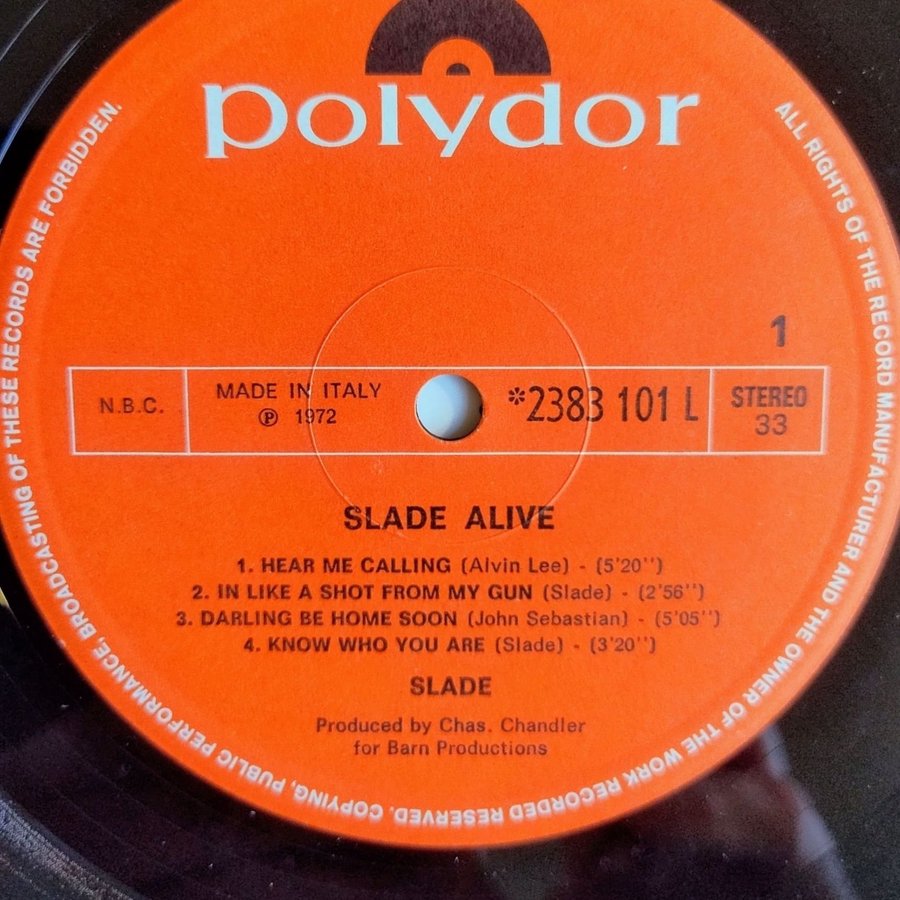 polydor
ALL RIGHTS OF THE RECORD MANUFACTURER AND THE OWNER OF THE WORK RECORDED RESERVED. COPYING, PUBLIC PERFORMANCE, BROADCASTING OF THESE RECORDS ARE FORBIDDEN.
1
N.B.C.
MADE IN ITALY
℗ 1972
*2383 101 L
STEREO
33
SLADE ALIVE
1. HEAR ME CALLING (Alvin Lee) - (5'20'')
2. IN LIKE A SHOT FROM MY GUN (Slade) - (2'56'')
3. DARLING BE HOME SOON (John Sebastian) - (5'05'')
4. KNOW WHO YOU ARE (Slade) - (3'20'')
SLADE
Produced by Chas. Chandler
for Barn Productions